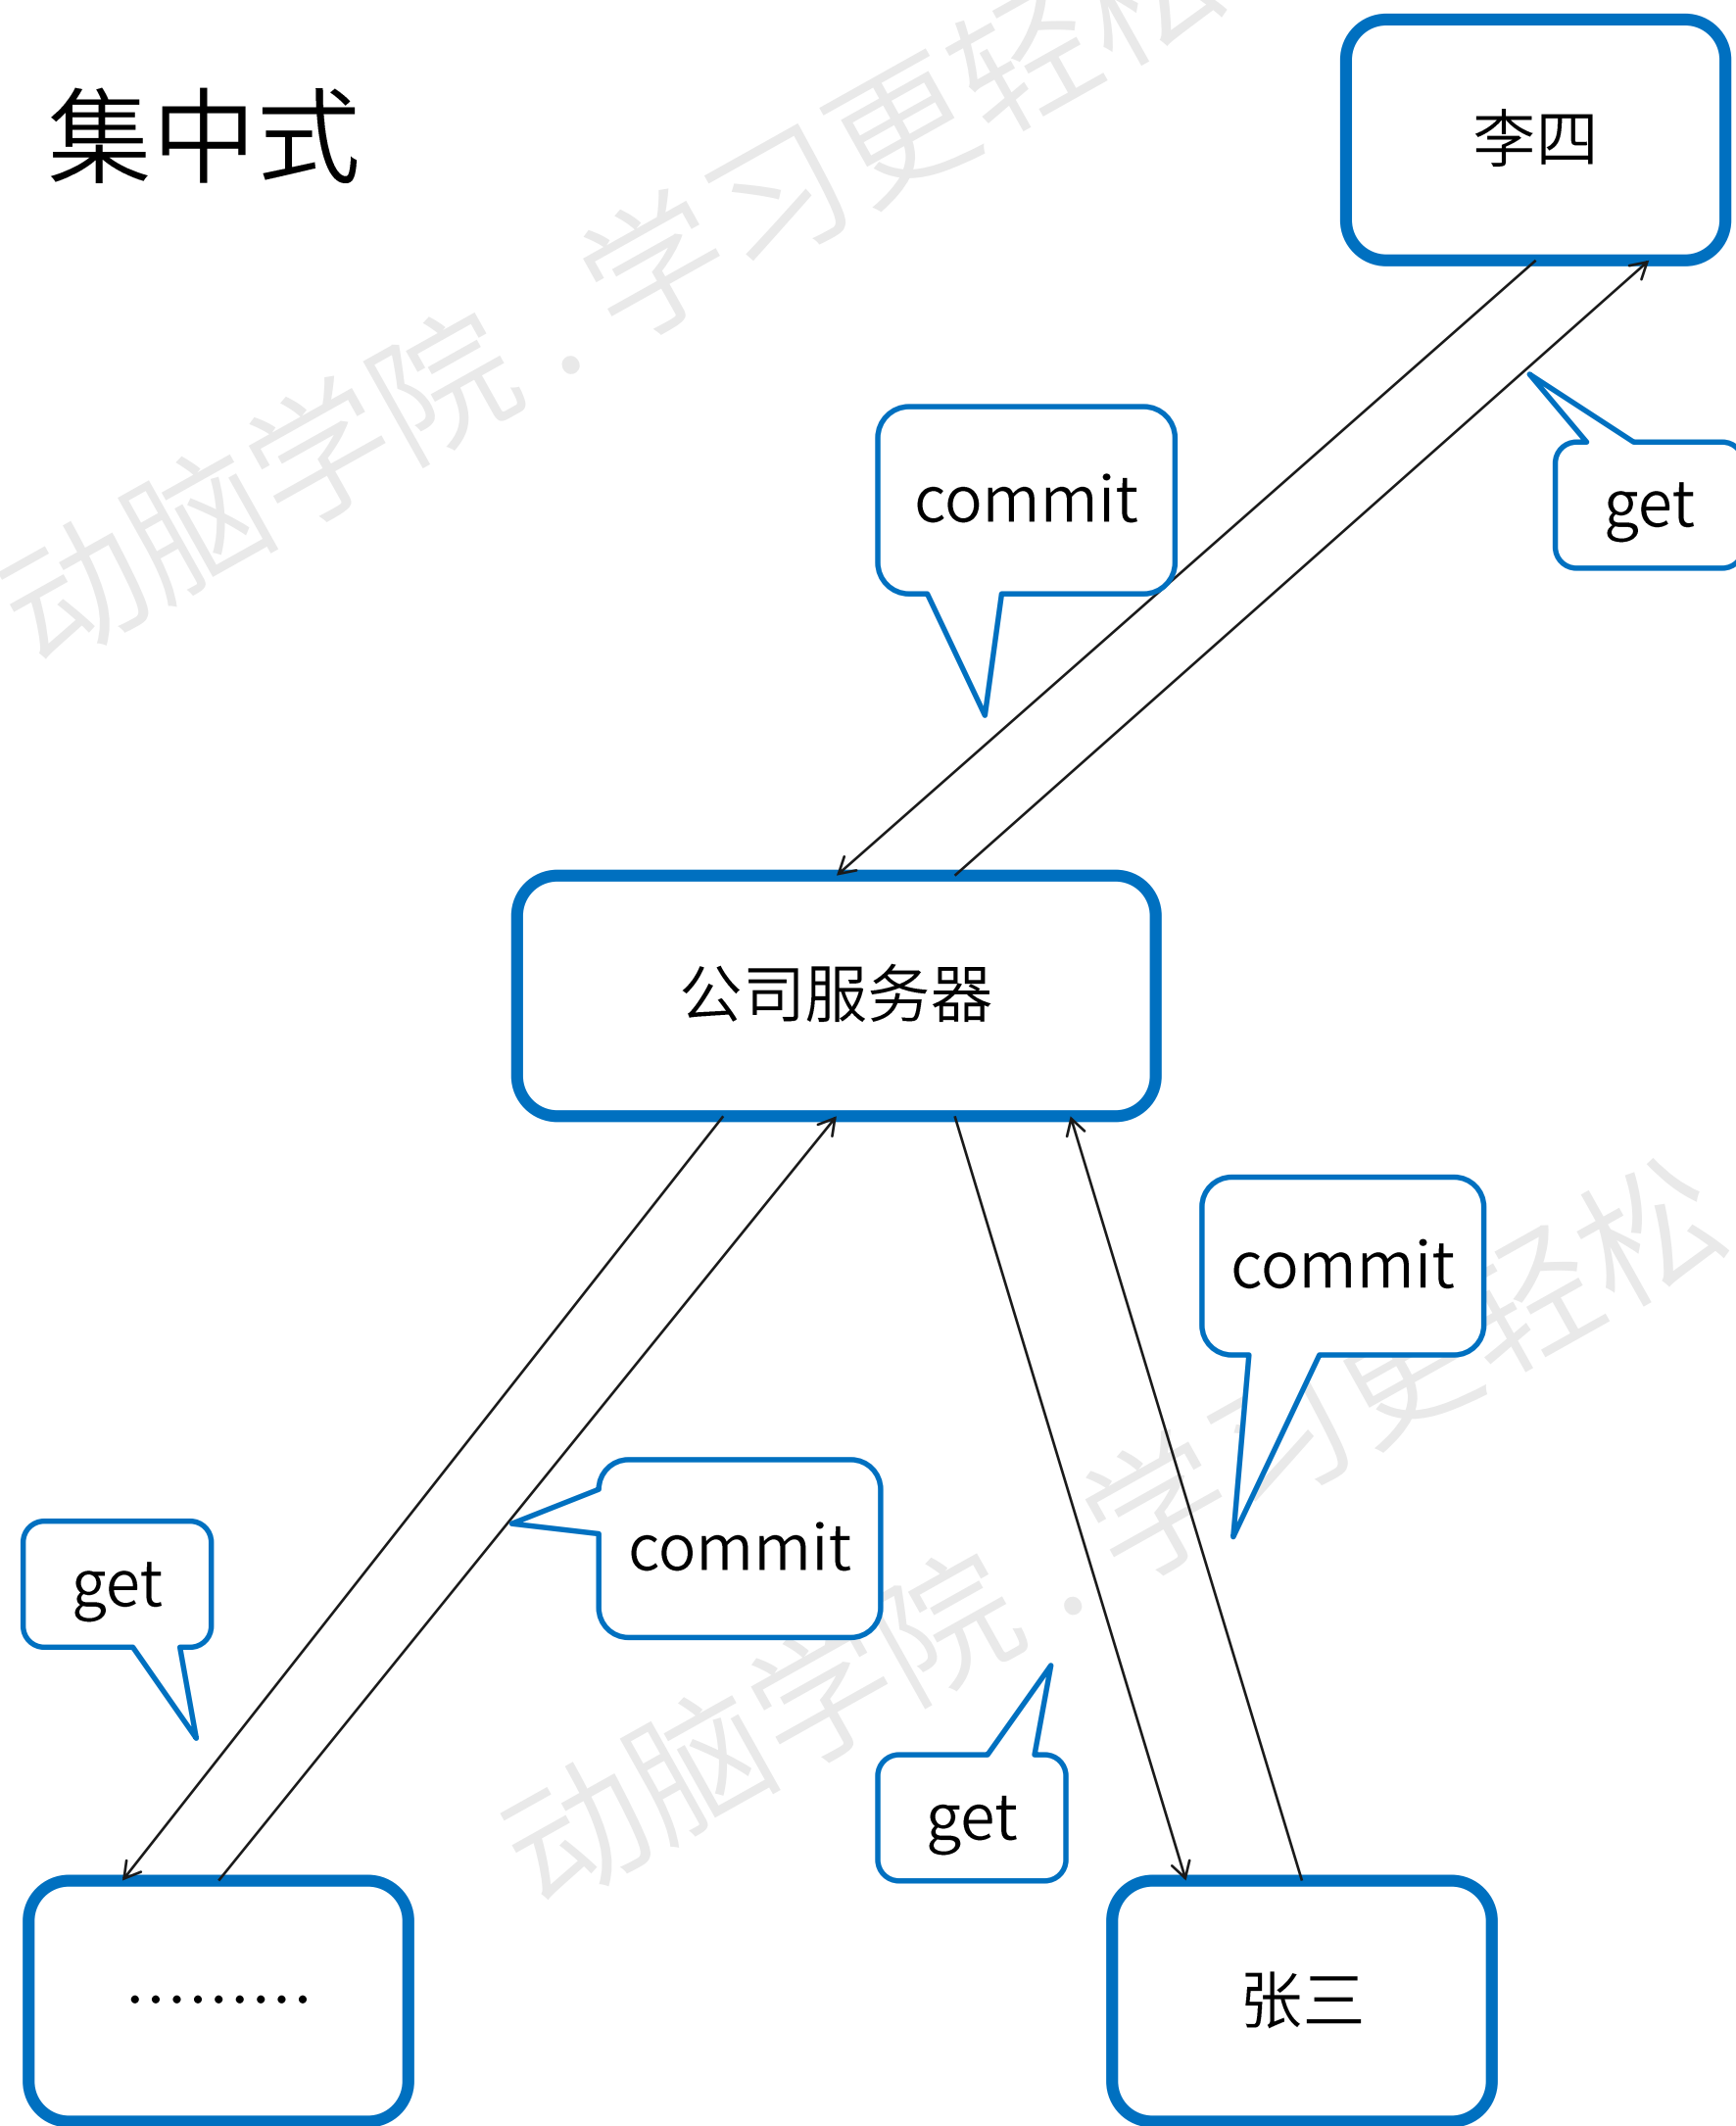 集中式
李四
动脑学院.学习更轻松
commit
get
公司服务器
commit
动脑学院.学习更轻松
commit
get
get
·········
张三